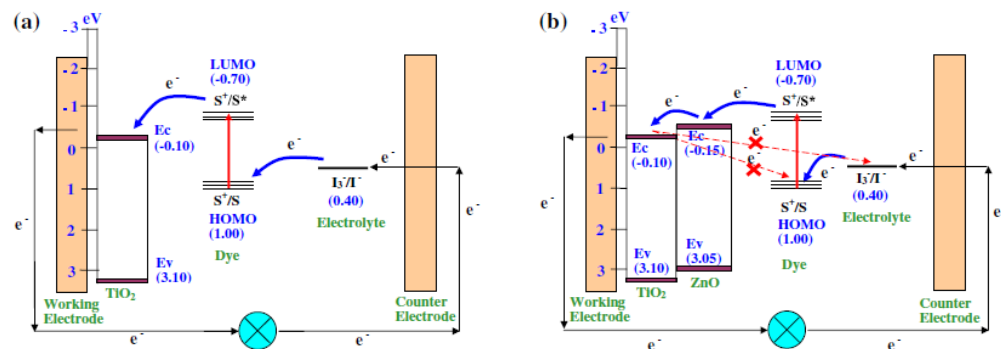 (a)
eV
- 3
- 2
- 1
0
1
2
3
LUMO
(-0.70)
S⁺/S*
e⁻
Ec
(-0.10)
e⁻
e⁻
I₃⁻/I⁻
(0.40)
Electrolyte
S⁺/S
HOMO
(1.00)
Dye
Ev
(3.10)
TiO₂
Working
Electrode
Counter
Electrode
e⁻
e⁻
e⁻
(b)
eV
- 3
- 2
- 1
0
1
2
3
LUMO
(-0.70)
S⁺/S*
e⁻
e⁻
Ec
(-0.10)
Ec
(-0.15)
e⁻
e⁻
e⁻
e⁻
I₃⁻/I⁻
(0.40)
Electrolyte
S⁺/S
HOMO
(1.00)
Dye
Ev
(3.10)
Ev
(3.05)
TiO₂
ZnO
Working
Electrode
Counter
Electrode
e⁻
e
e⁻
e⁻